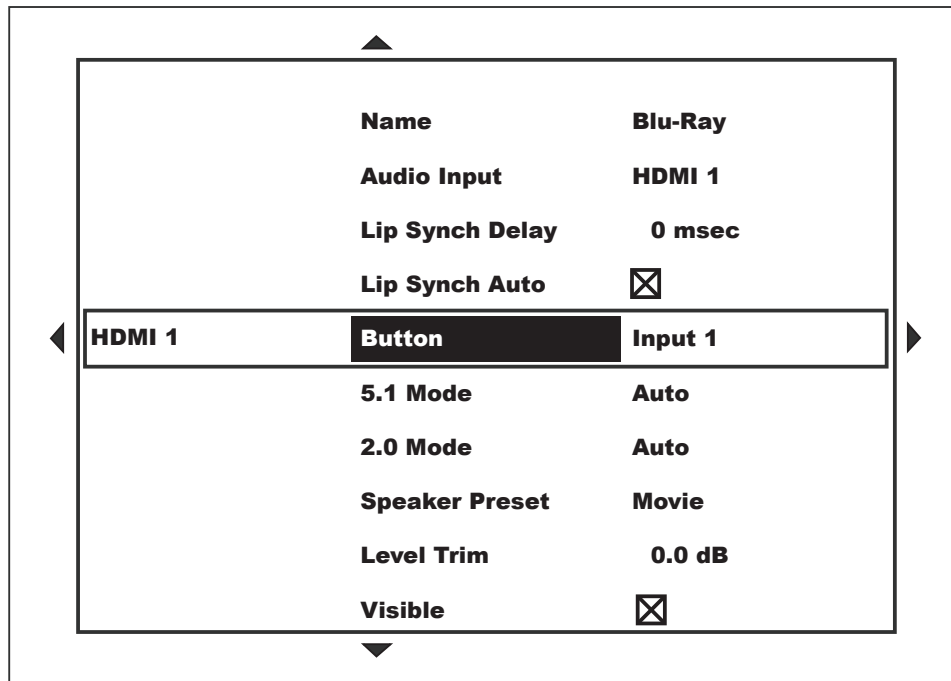 Name Blu-Ray
Audio Input HDMI 1
Lip Synch Delay 0 msec
Lip Synch Auto
HDMI 1 Button Input 1
5.1 Mode Auto
2.0 Mode Auto
Speaker Preset Movie
Level Trim 0.0 dB
Visible